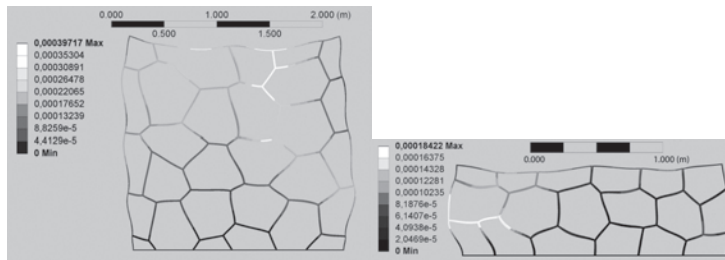 0.000 1.000 2.000 (m)
0.500 1.500
0,00039717 Max
0,00035304
0,00030891
0,00026478
0,00022065
0,00017652
0,00013239
8,8259e-5
4,4129e-5
0 Min
0,00018422 Max
0,00016375
0,00014328
0,00012281
0,00010235
8,1876e-5
6,1407e-5
4,0938e-5
2,0469e-5
0 Min
0.000 1.000 (m)